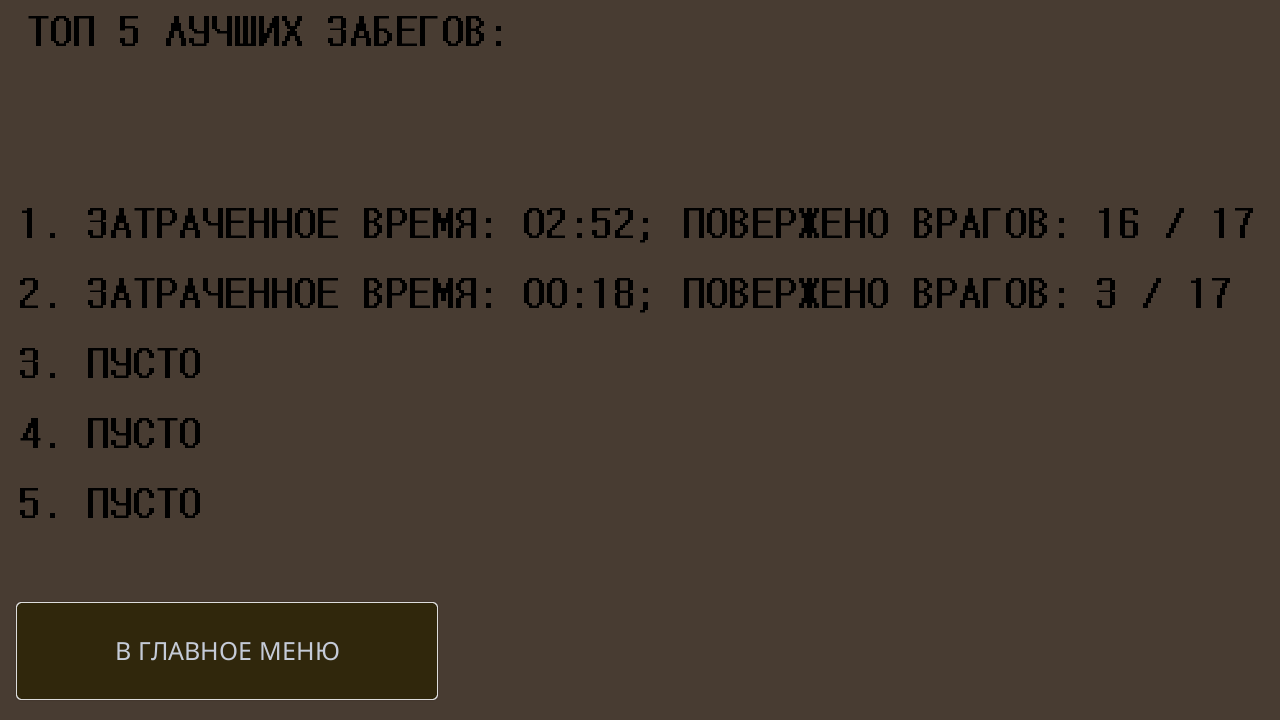 ТОП 5 ЛУЧШИХ ЗАБЕГОВ:
1. ЗАТРАЧЕННОЕ ВРЕМЯ: 02:52; ПОВЕРЖЕНО ВРАГОВ: 16 / 17
2. ЗАТРАЧЕННОЕ ВРЕМЯ: 00:18; ПОВЕРЖЕНО ВРАГОВ: 3 / 17
3. ПУСТО
4. ПУСТО
5. ПУСТО
В ГЛАВНОЕ МЕНЮ